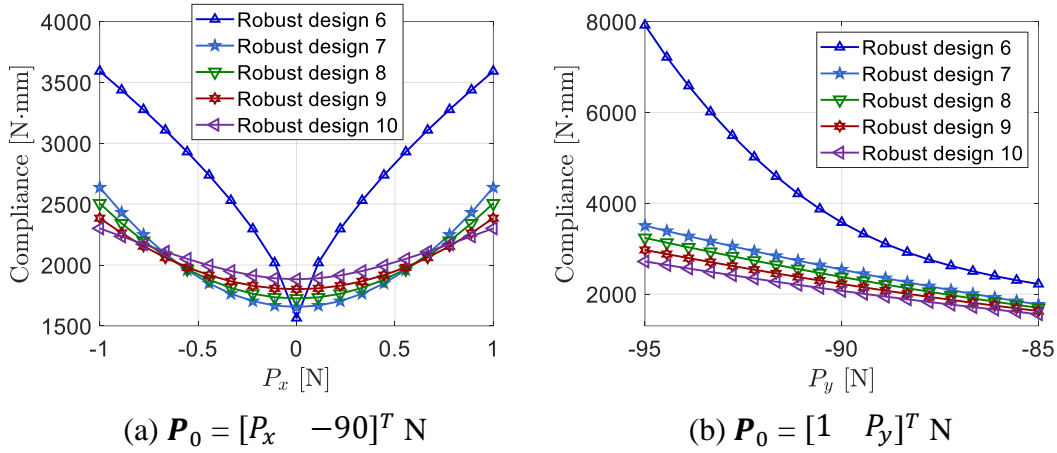 4000
3500
3000
2500
2000
1500
Compliance [N·mm]
Robust design 6
Robust design 7
Robust design 8
Robust design 9
Robust design 10
-1
-0.5
0
0.5
1
P_x [N]
(a) P_0 = [P_x −90]^T N
8000
6000
4000
2000
Compliance [N·mm]
Robust design 6
Robust design 7
Robust design 8
Robust design 9
Robust design 10
-95
-90
-85
P_y [N]
(b) P_0 = [1 P_y]^T N